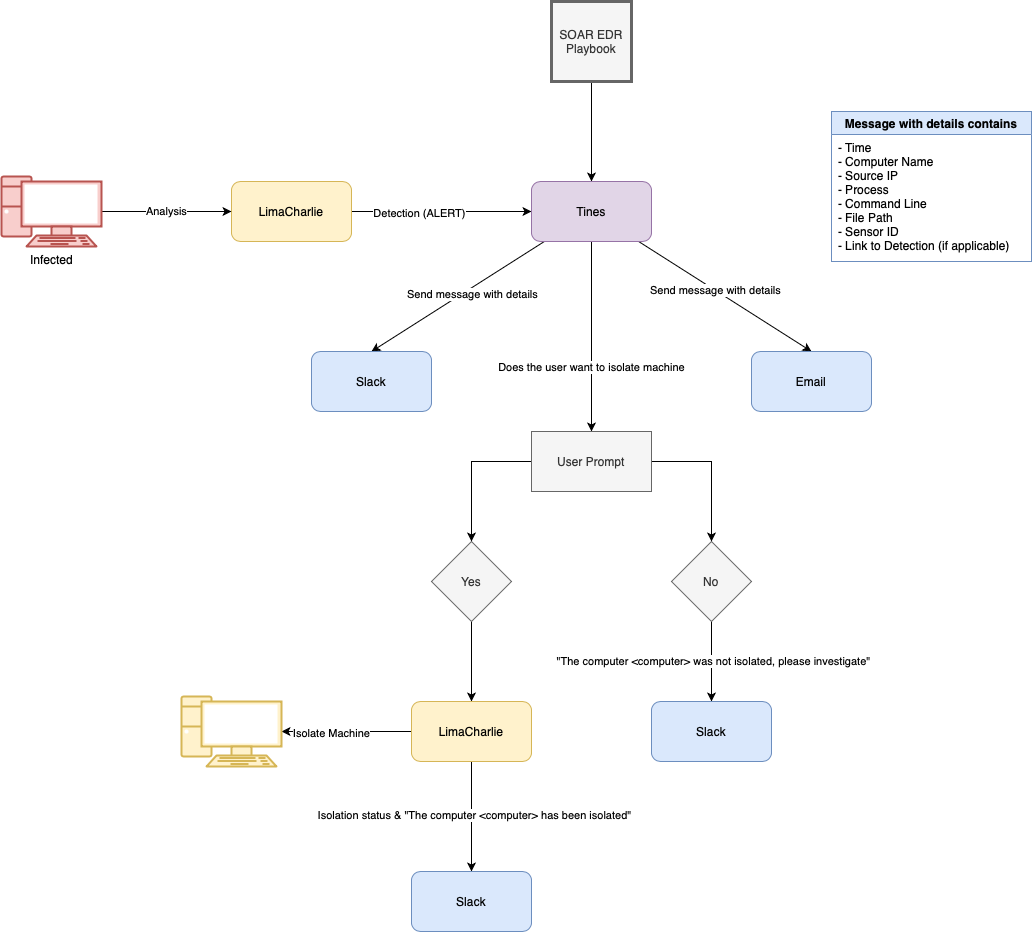 SOAR EDR
Playbook
Message with details contains
- Time
- Computer Name
- Source IP
- Process
- Command Line
- File Path
- Sensor ID
- Link to Detection (if applicable)
Analysis
LimaCharlie
Detection (ALERT)
Tines
Infected
Send message with details
Send message with details
Slack
Does the user want to isolate machine
Email
User Prompt
Yes
No
"The computer <computer> was not isolated, please investigate"
Isolate Machine
LimaCharlie
Slack
Isolation status & "The computer <computer> has been isolated"
Slack